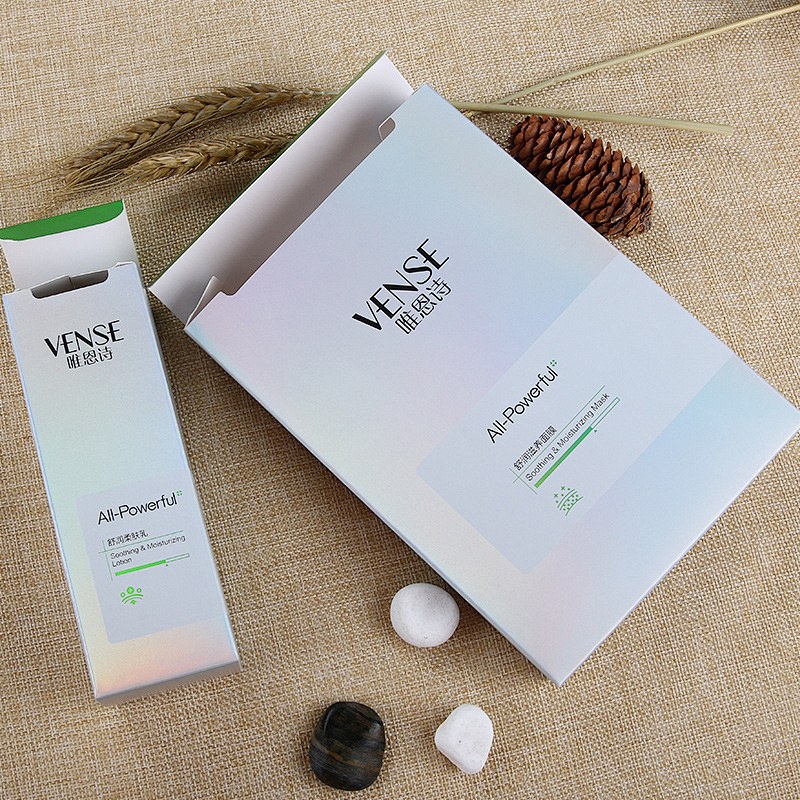 VENSE
唯恩诗
All-Powerful
舒润柔肤乳
Soothing & Moisturizing
Lotion
VENSE
唯恩诗
All-Powerful
舒润滋养面膜
Soothing & Moisturizing Mask